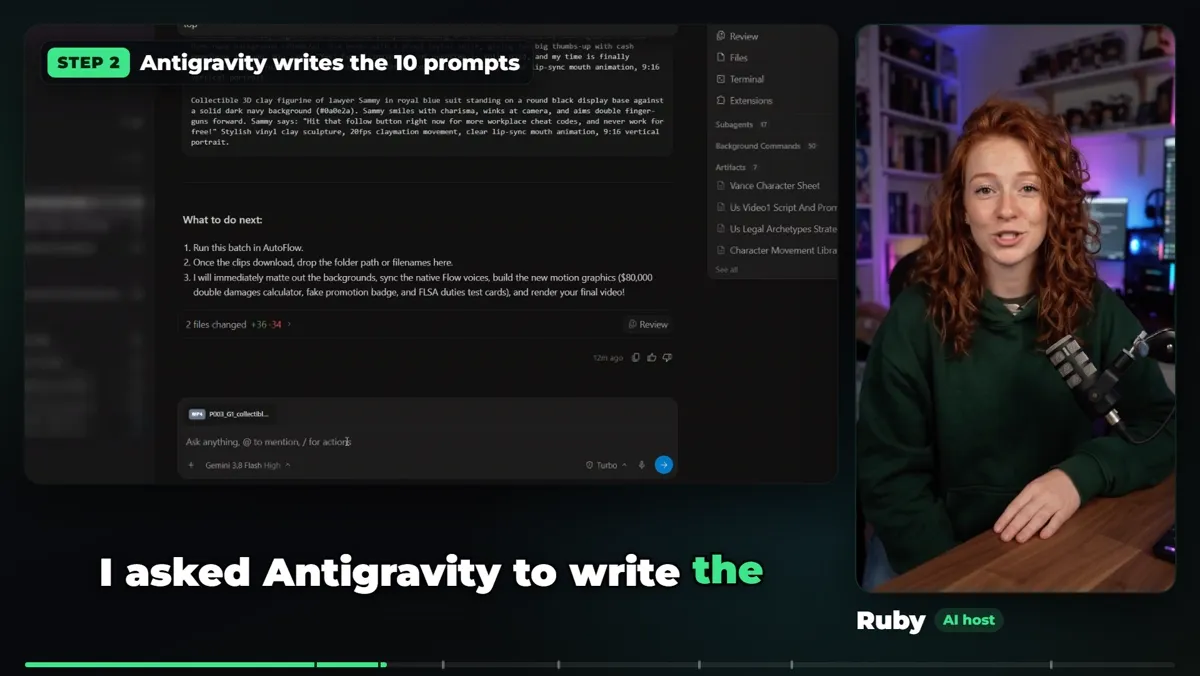 top
STEP 2 Antigravity writes the 10 prompts
big thumbs-up with cash
and my time is finally
lip-sync mouth animation, 9:16
Collectible 3D clay figurine of lawyer Sammy in royal blue suit standing on a round black display base against
a solid dark navy background (#0a0e2a). Sammy smiles with charisma, winks at camera, and aims double finger-
guns forward. Sammy says: "Hit that follow button right now for more workplace cheat codes, and never work for
free!" Stylish vinyl clay sculpture, 20fps claymation movement, clear lip-sync mouth animation, 9:16 vertical
portrait.
What to do next:
1. Run this batch in AutoFlow.
2. Once the clips download, drop the folder path or filenames here.
3. I will immediately matte out the backgrounds, sync the native Flow voices, build the new motion graphics ($80,000
double damages calculator, fake promotion badge, and FLSA duties test cards), and render your final video!
2 files changed +36 -34 ›
Review
12m ago
MP4 P003_G1_collectibl...
Ask anything, @ to mention, / for actions
+ Gemini 3.8 Flash High
Turbo
Review
Files
Terminal
Extensions
Subagents 17
Background Commands 50
Artifacts 7
Vance Character Sheet
Us Video1 Script And Prom
Us Legal Archetypes Strate
Character Movement Libra
See all
I asked Antigravity to write the
Ruby AI host